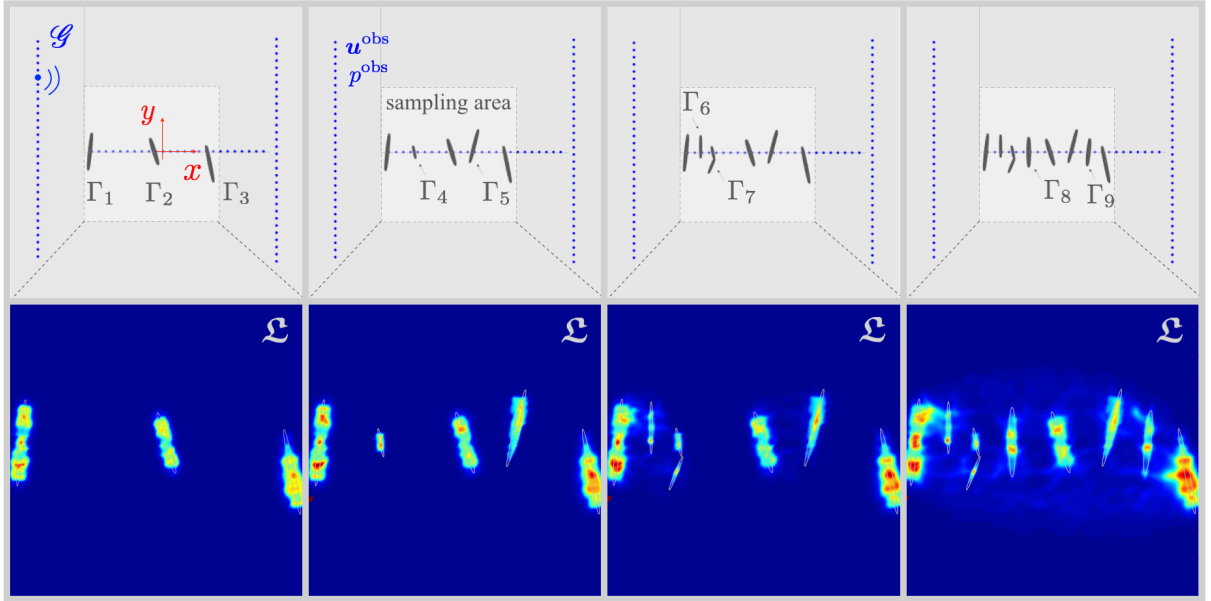 𝒢
u^obs
p^obs
y
sampling area
Γ₆
x
Γ₁ Γ₂ Γ₃
Γ₄ Γ₅
Γ₇
Γ₈ Γ₉
𝔏 𝔏 𝔏 𝔏